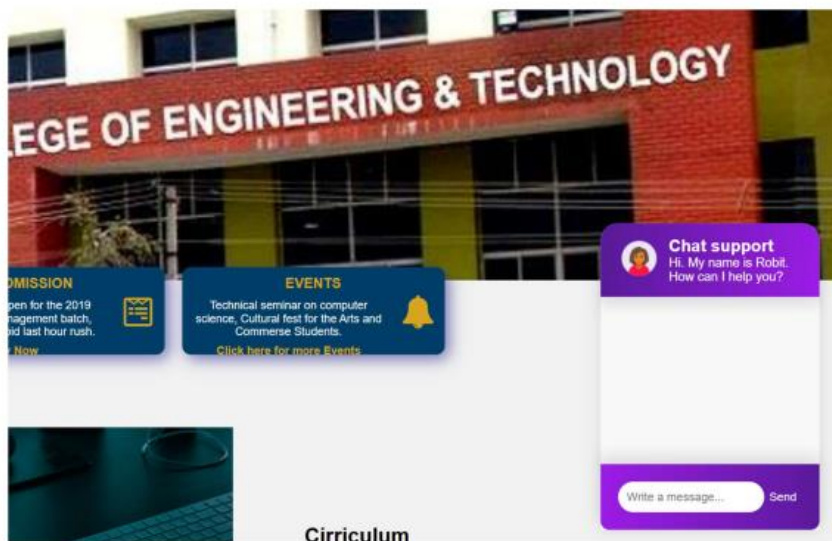 LEGE OF ENGINEERING & TECHNOLOGY
Chat support
Hi. My name is Robit.
How can I help you?
DMISSION
pen for the 2019
nagement batch,
oid last hour rush.
Now
EVENTS
Technical seminar on computer
science, Cultural fest for the Arts and
Commerse Students.
Click here for more Events
Write a message...
Send
Cirriculum